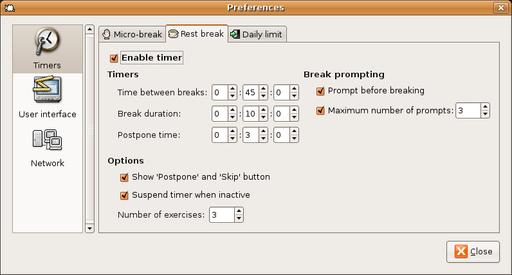 Preferences
Micro-break Rest break Daily limit
Timers
User interface
Network
Enable timer
Timers
Time between breaks: 0 : 45 : 0
Break duration: 0 : 10 : 0
Postpone time: 0 : 3 : 0
Break prompting
Prompt before breaking
Maximum number of prompts: 3
Options
Show 'Postpone' and 'Skip' button
Suspend timer when inactive
Number of exercises: 3
Close